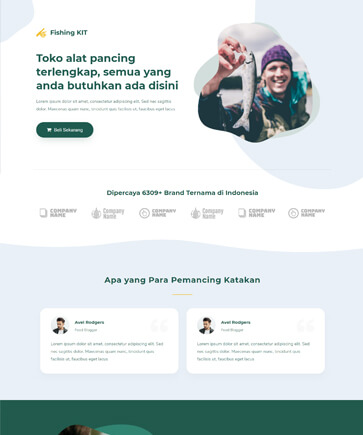 Fishing KIT
Toko alat pancing
terlengkap, semua yang
anda butuhkan ada disini
Lorem ipsum dolor sit amet, consectetur adipiscing elit. Sed nec sagittis
dolor. Maecenas quam nunc, tincidunt quis, facilisis ut, faucibus eget lacus.
Beli Sekarang
Dipercaya 6309+ Brand Ternama di Indonesia
COMPANY NAME Company Name COMPANY NAME Company Name COMPANY NAME COMPANY NAME
Apa yang Para Pemancing Katakan
Avel Rodgers
Food Blogger
Lorem ipsum dolor sit amet, consectetur adipiscing elit. Sed
nec sagittis dolor. Maecenas quam nunc, tincidunt quis,
facilisis ut, faucibus eget lacus.
Avel Rodgers
Food Blogger
Lorem ipsum dolor sit amet, consectetur adipiscing elit. Sed
nec sagittis dolor. Maecenas quam nunc, tincidunt quis,
facilisis ut, faucibus eget lacus.